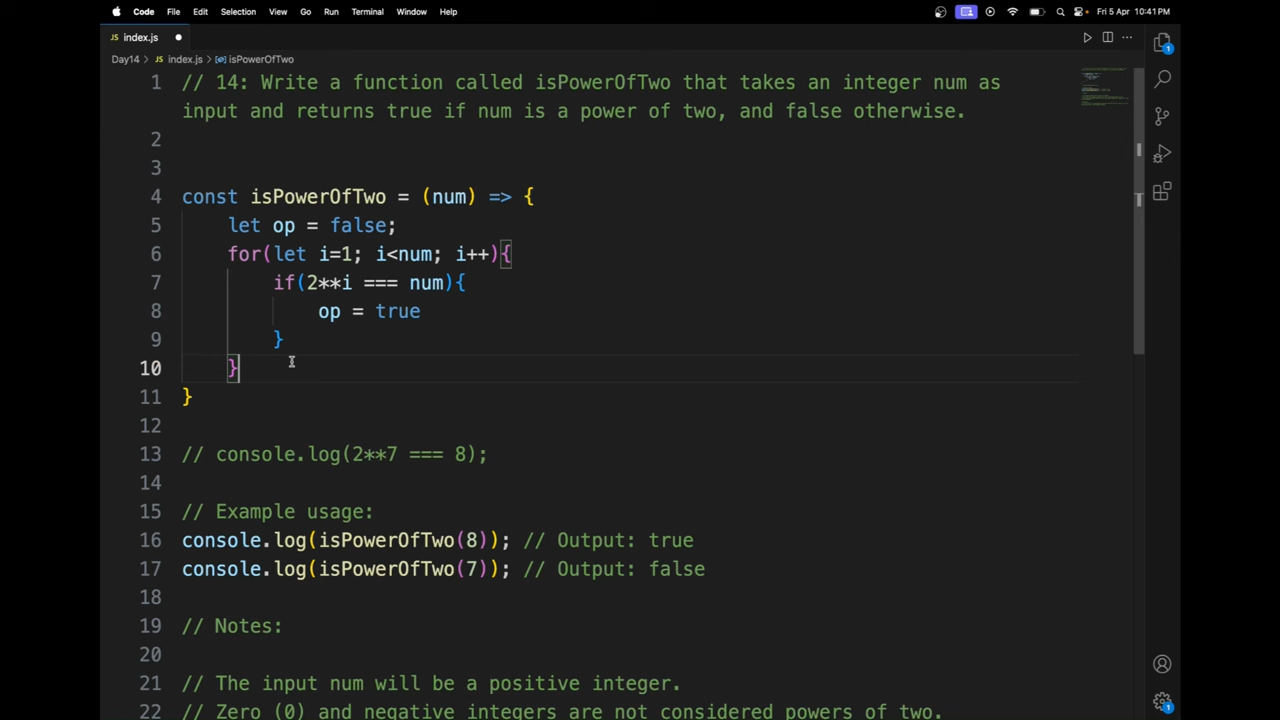 Code File Edit Selection View Go Run Terminal Window Help Fri 5 Apr 10:41 PM
JS index.js
Day14 > JS index.js > isPowerOfTwo
1 // 14: Write a function called isPowerOfTwo that takes an integer num as
input and returns true if num is a power of two, and false otherwise.
2
3
4 const isPowerOfTwo = (num) => {
5 let op = false;
6 for(let i=1; i<num; i++){
7 if(2**i === num){
8 op = true
9 }
10 }
11 }
12
13 // console.log(2**7 === 8);
14
15 // Example usage:
16 console.log(isPowerOfTwo(8)); // Output: true
17 console.log(isPowerOfTwo(7)); // Output: false
18
19 // Notes:
20
21 // The input num will be a positive integer.
22 // Zero (0) and negative integers are not considered powers of two.
1
1